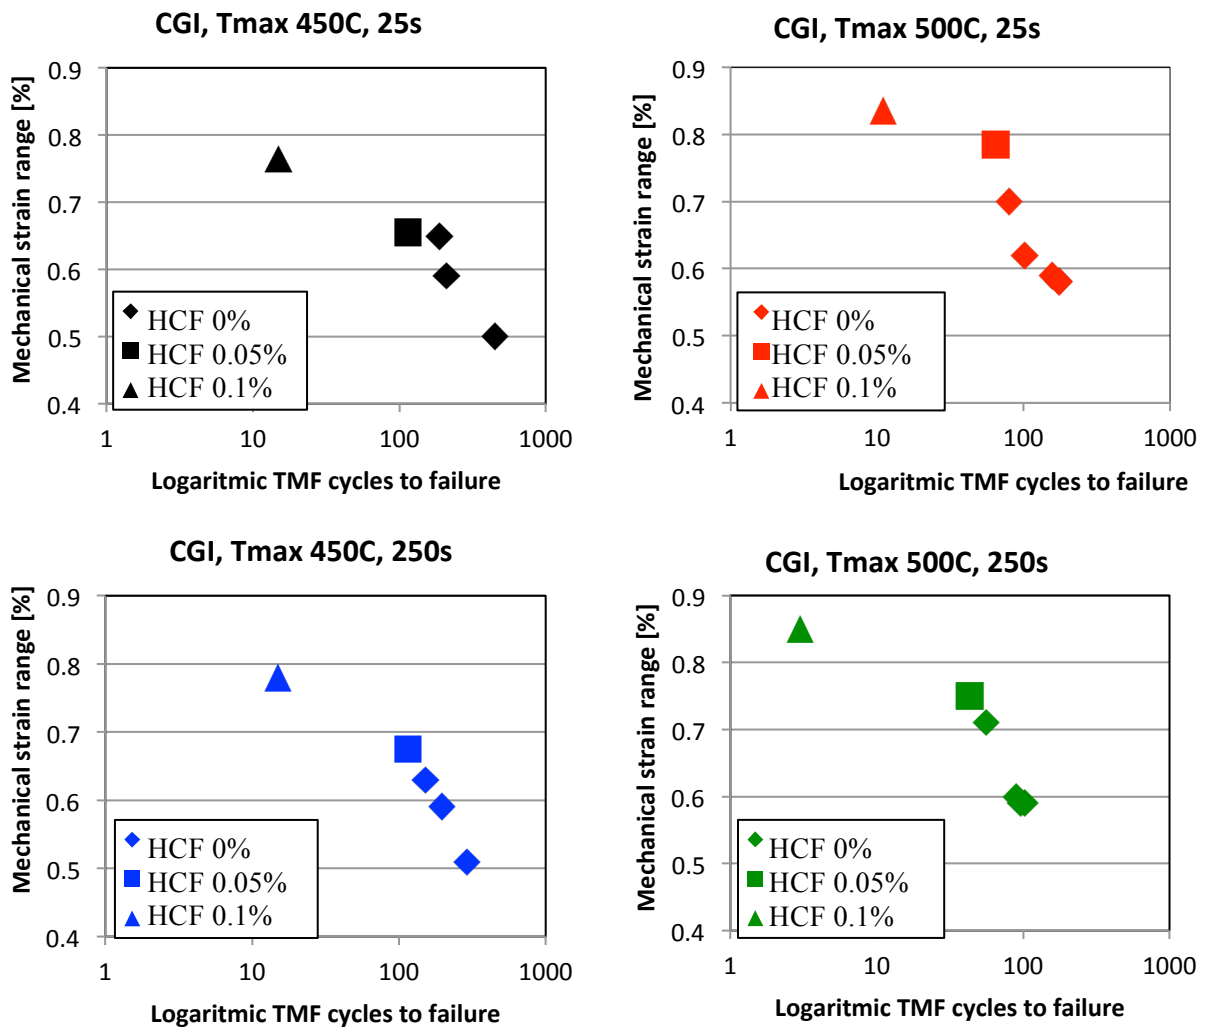 CGI, Tmax 450C, 25s
Mechanical strain range [%]
0.9
0.8
0.7
0.6
0.5
0.4
HCF 0%
HCF 0.05%
HCF 0.1%
1 10 100 1000
Logaritmic TMF cycles to failure
CGI, Tmax 500C, 25s
Mechanical strain range [%]
0.9
0.8
0.7
0.6
0.5
0.4
HCF 0%
HCF 0.05%
HCF 0.1%
1 10 100 1000
Logaritmic TMF cycles to failure
CGI, Tmax 450C, 250s
Mechanical strain range [%]
0.9
0.8
0.7
0.6
0.5
0.4
HCF 0%
HCF 0.05%
HCF 0.1%
1 10 100 1000
Logaritmic TMF cycles to failure
CGI, Tmax 500C, 250s
Mechanical strain range [%]
0.9
0.8
0.7
0.6
0.5
0.4
HCF 0%
HCF 0.05%
HCF 0.1%
1 10 100 1000
Logaritmic TMF cycles to failure